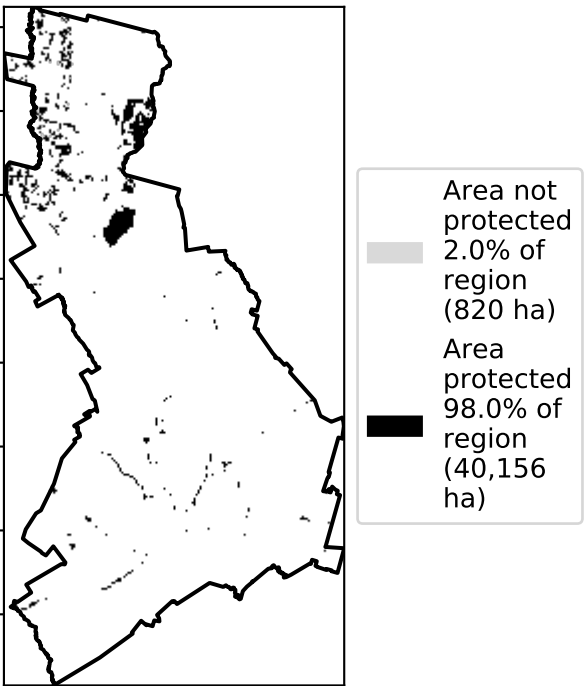 Area not
protected
2.0% of
region
(820 ha)
Area
protected
98.0% of
region
(40,156
ha)